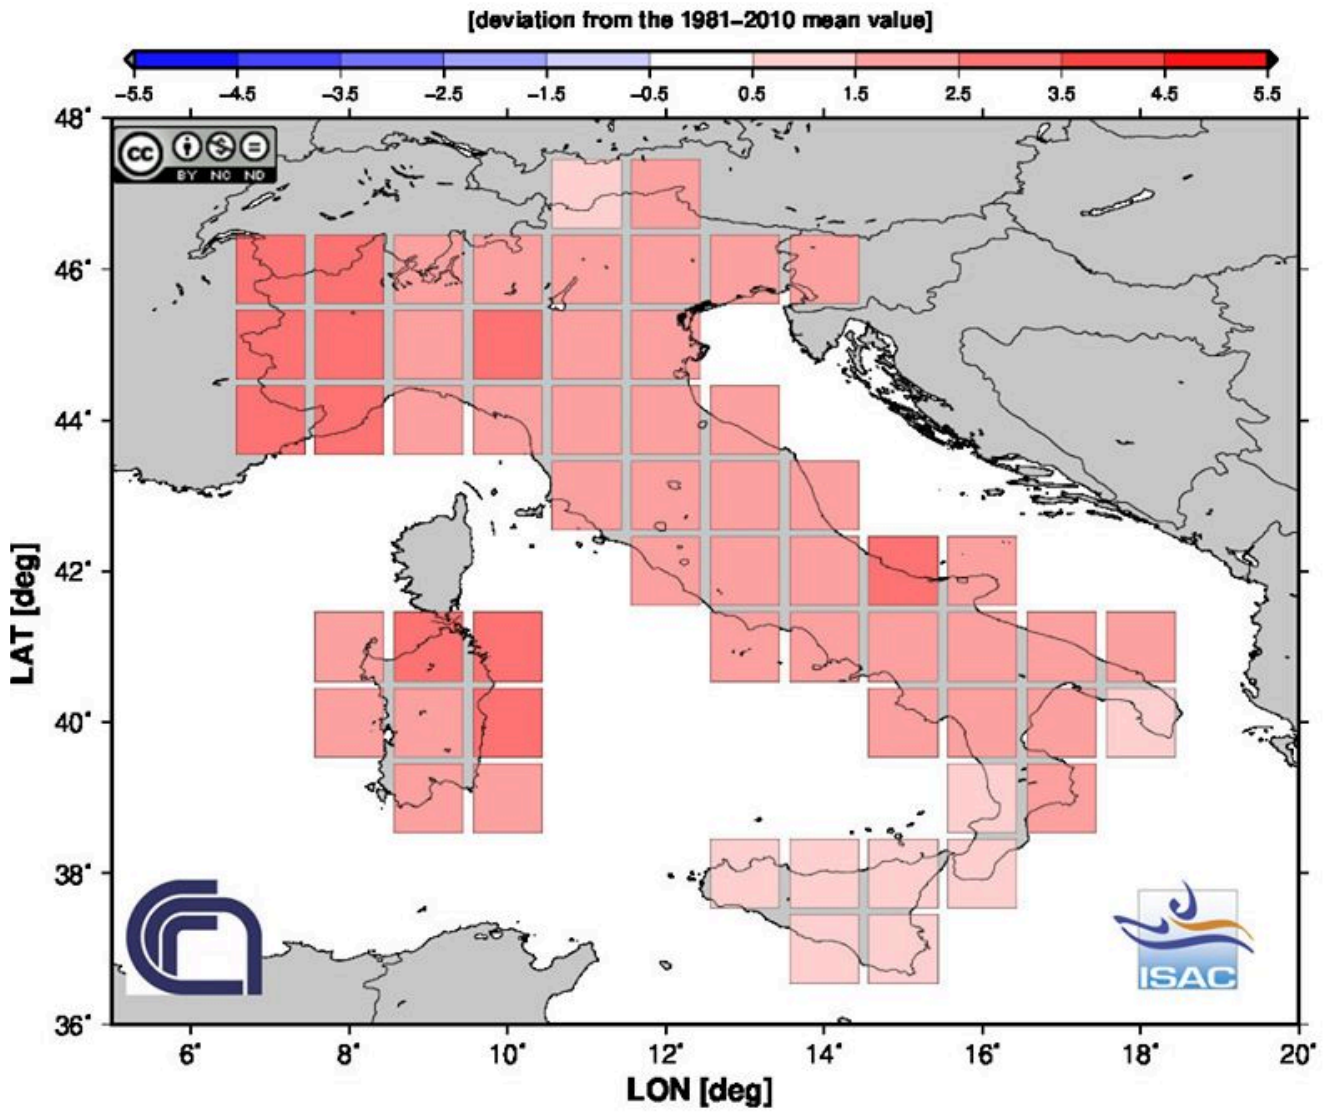 [deviation from the 1981-2010 mean value]
-5.5 -4.5 -3.5 -2.5 -1.5 -0.5 0.5 1.5 2.5 3.5 4.5 5.5
48°
cc
BY NC ND
46°
44°
42°
LAT [deg]
40°
38°
ISAC
36°
6° 8° 10° 12° 14° 16° 18° 20°
LON [deg]